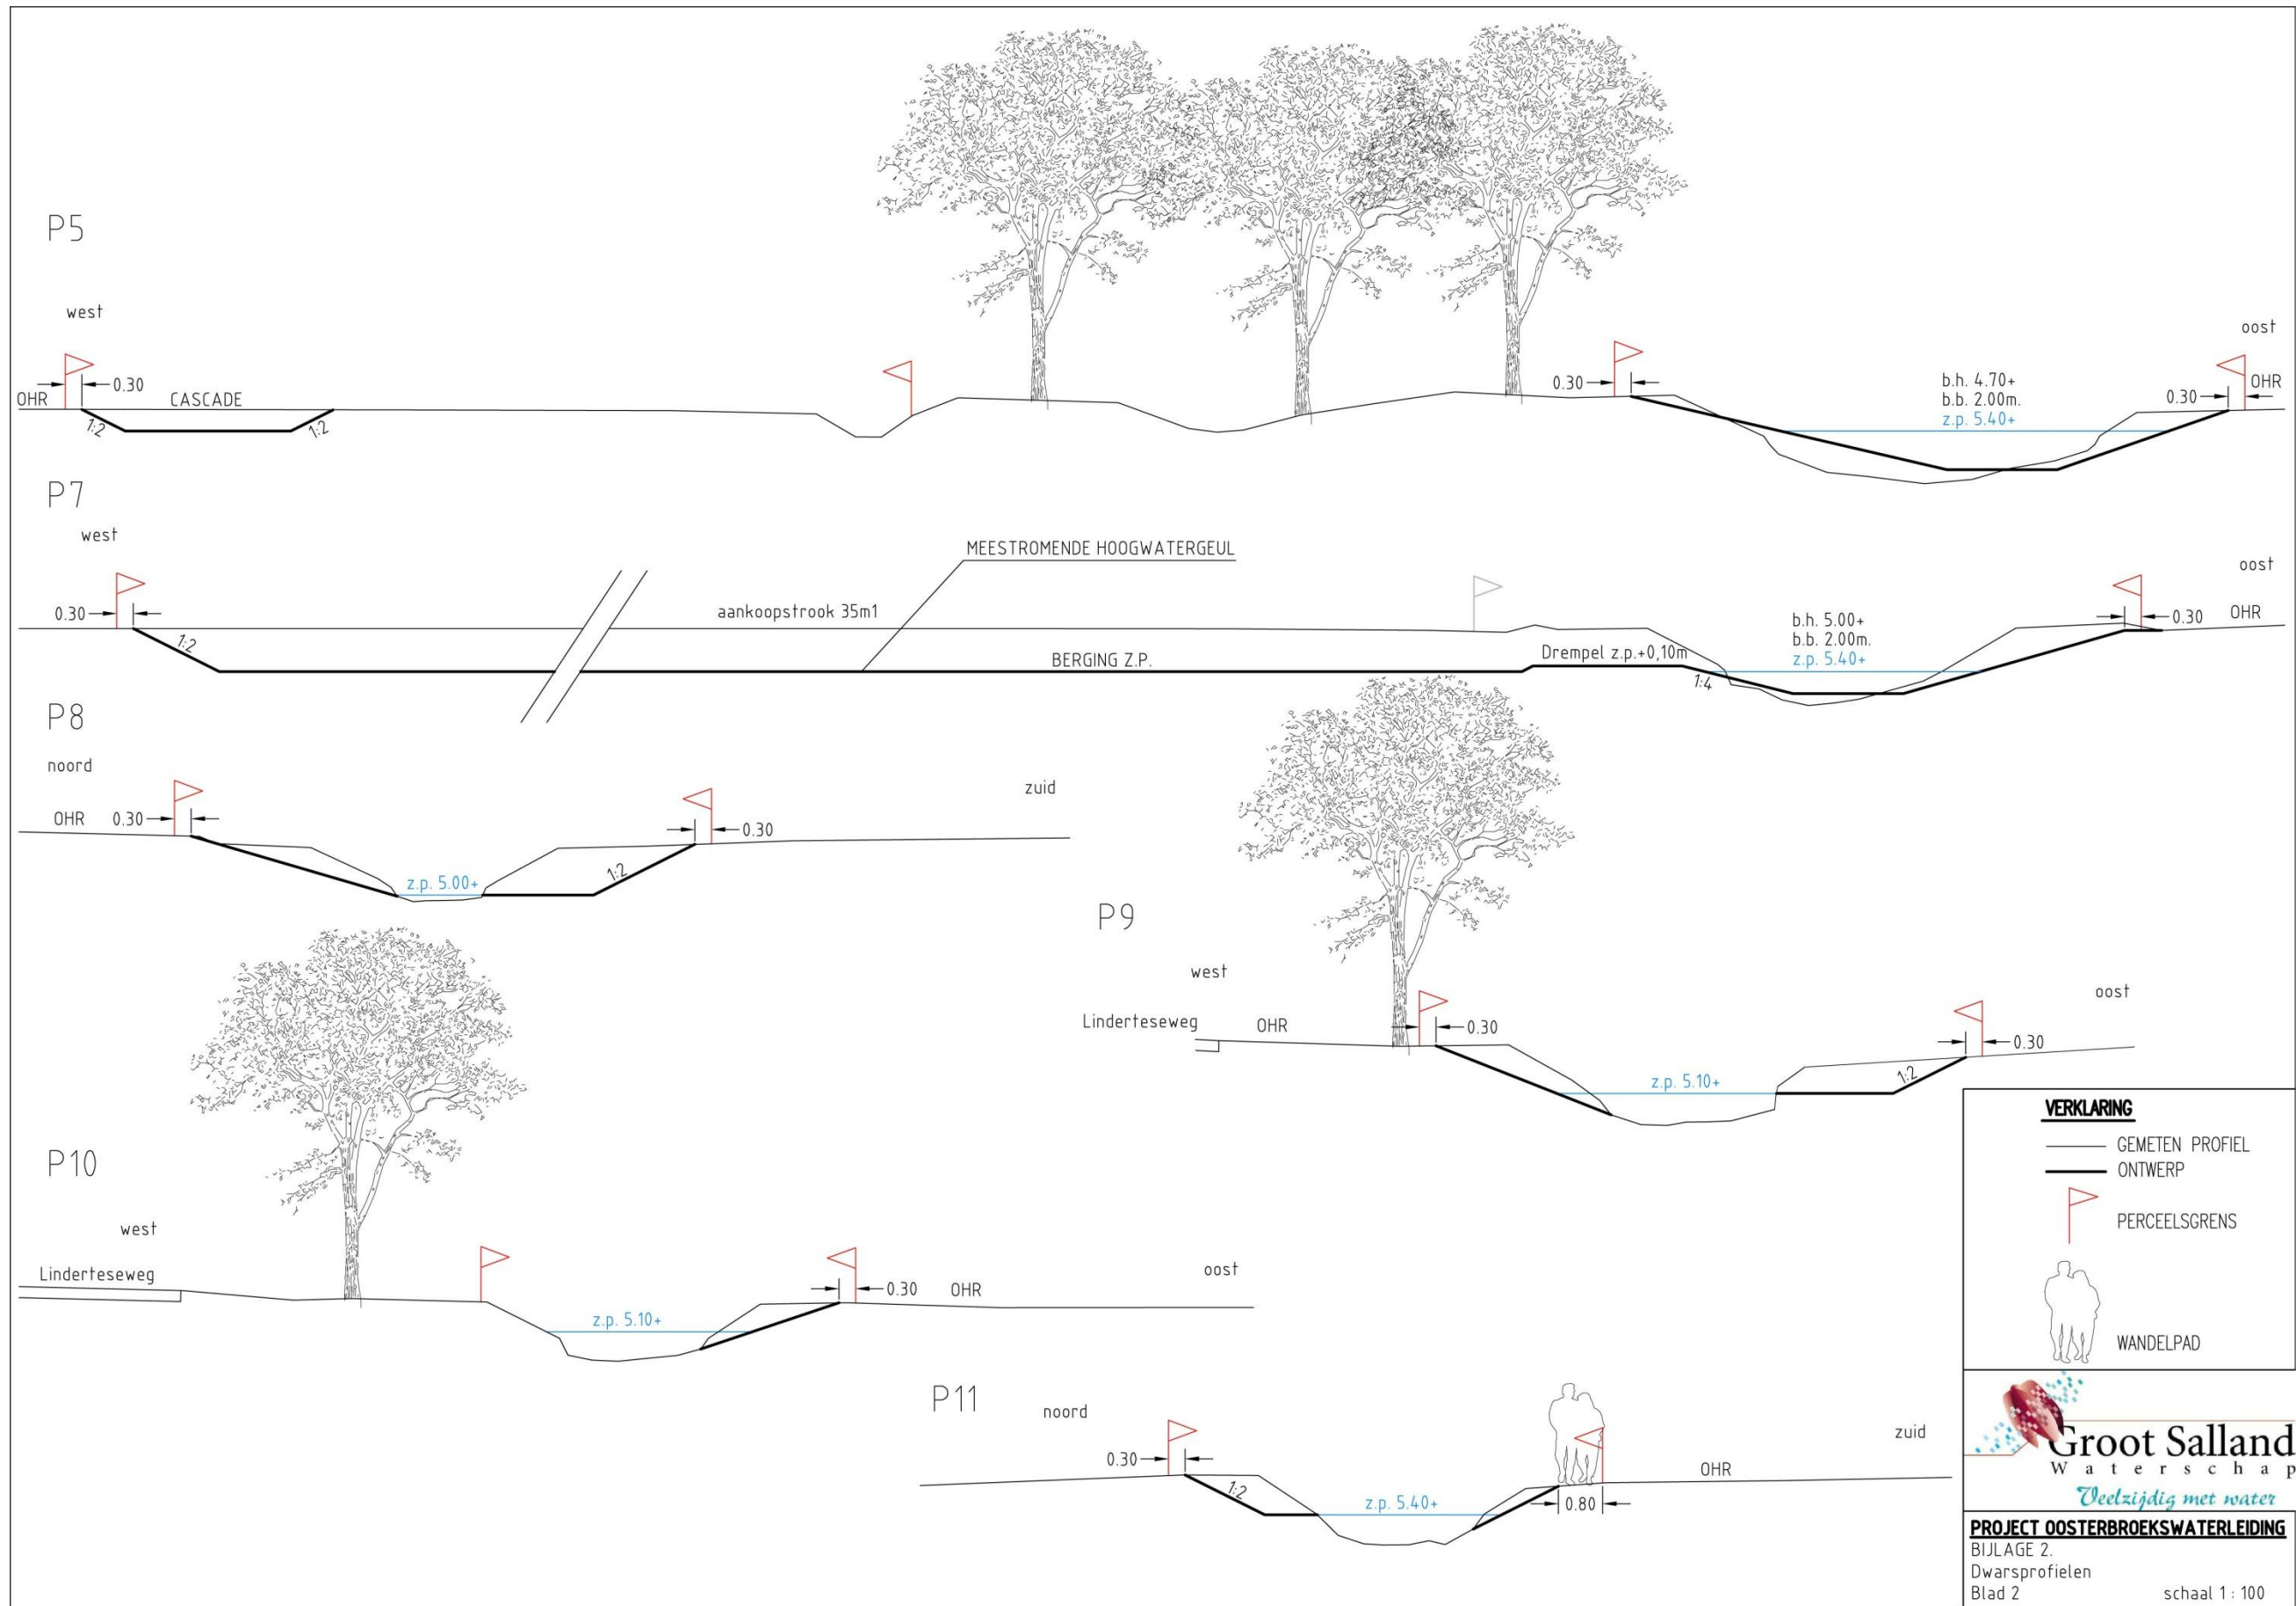 P5
west
oost
0.30
OHR
CASCADE
1:2
1:2
0.30
b.h. 4.70+
b.b. 2.00m.
z.p. 5.40+
0.30
OHR
P7
west
MEESTROMENDE HOOGWATERGEUL
oost
0.30
1:2
aankoopstrook 35m1
BERGING Z.P.
Drempel z.p.+0,10m
1:4
b.h. 5.00+
b.b. 2.00m.
z.p. 5.40+
0.30
OHR
P8
noord
zuid
OHR
0.30
0.30
z.p. 5.00+
1:2
P9
west
oost
Linderteseweg
OHR
0.30
0.30
z.p. 5.10+
1:2
P10
west
oost
Linderteseweg
0.30
OHR
z.p. 5.10+
P11
noord
zuid
0.30
1:2
z.p. 5.40+
0.80
OHR
VERKLARING
GEMETEN PROFIEL
ONTWERP
PERCEELSGRENS
WANDELPAD
Groot Salland
Waterschap
Veelzijdig met water
PROJECT OOSTERBROEKSWATERLEIDING
BIJLAGE 2.
Dwarsprofielen
Blad 2
schaal 1 : 100